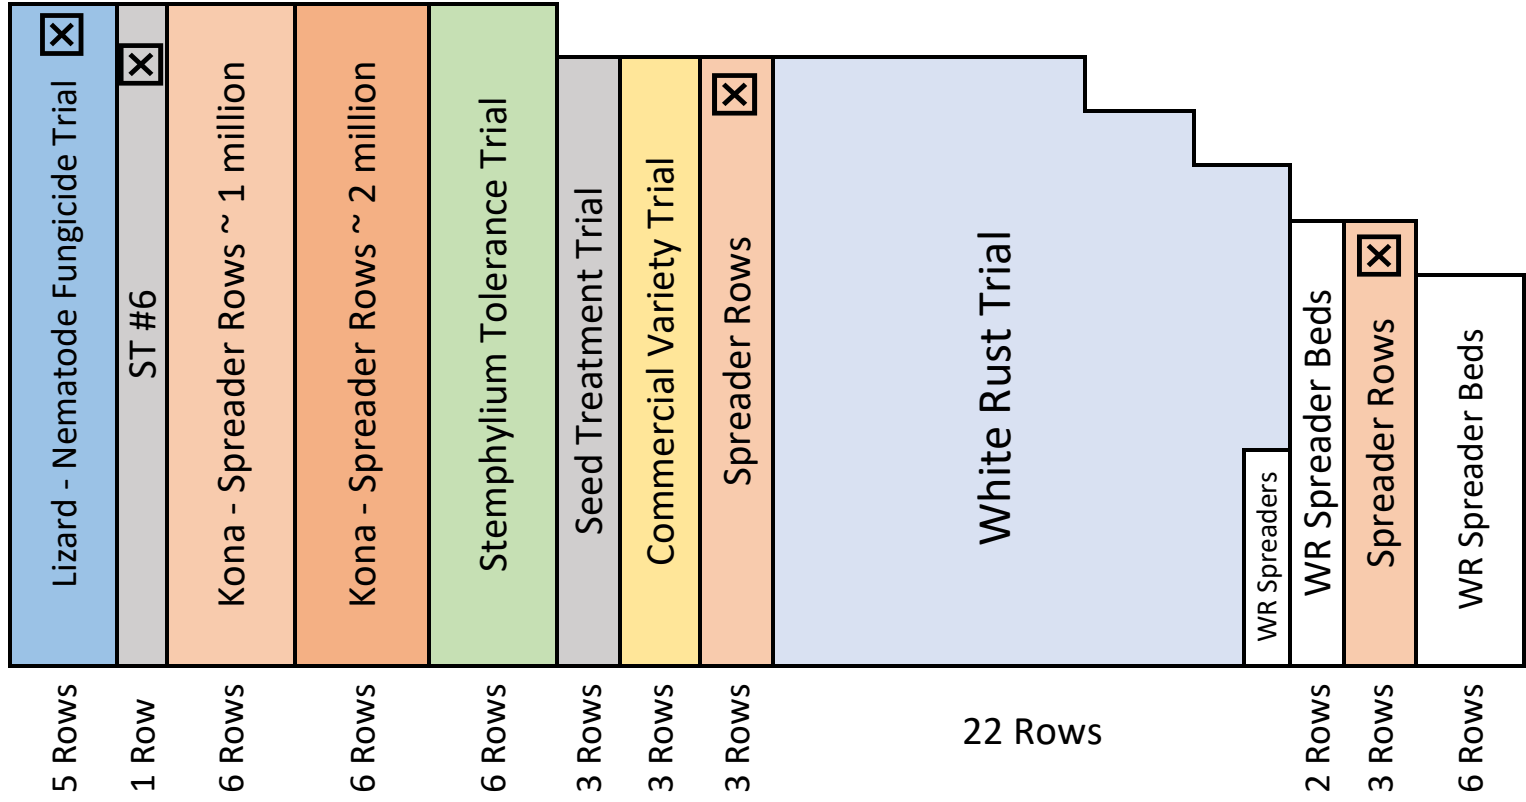 Lizard - Nematode Fungicide Trial
ST #6
Kona - Spreader Rows ~ 1 million
Kona - Spreader Rows ~ 2 million
Stemphylium Tolerance Trial
Seed Treatment Trial
Commercial Variety Trial
Spreader Rows
White Rust Trial
WR Spreaders
WR Spreader Beds
Spreader Rows
WR Spreader Beds
5 Rows
1 Row
6 Rows
6 Rows
6 Rows
3 Rows
3 Rows
3 Rows
22 Rows
2 Rows
3 Rows
6 Rows